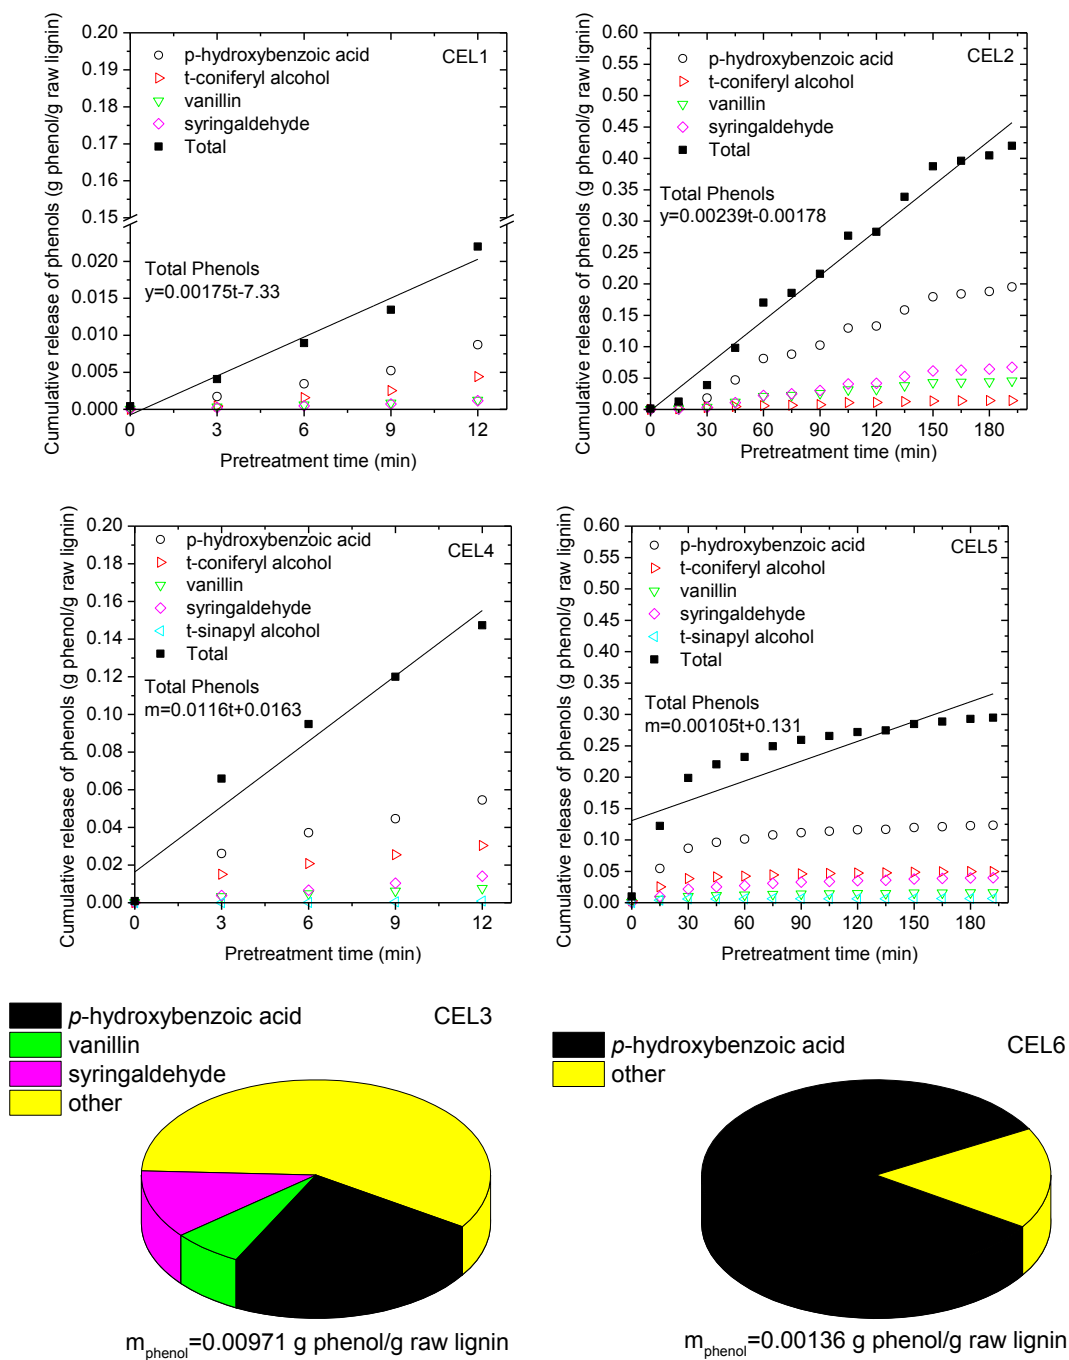 CEL1
p-hydroxybenzoic acid
t-coniferyl alcohol
vanillin
syringaldehyde
Total
Total Phenols
y=0.00175t-7.33
Cumulative release of phenols (g phenol/g raw lignin)
0.20
0.19
0.18
0.17
0.16
0.15
0.020
0.015
0.010
0.005
0.000
0 3 6 9 12
Pretreatment time (min)
CEL2
p-hydroxybenzoic acid
t-coniferyl alcohol
vanillin
syringaldehyde
Total
Total Phenols
y=0.00239t-0.00178
Cumulative release of phenols (g phenol/g raw lignin)
0.60
0.55
0.50
0.45
0.40
0.35
0.30
0.25
0.20
0.15
0.10
0.05
0.00
0 30 60 90 120 150 180
Pretreatment time (min)
CEL4
p-hydroxybenzoic acid
t-coniferyl alcohol
vanillin
syringaldehyde
t-sinapyl alcohol
Total
Total Phenols
m=0.0116t+0.0163
Cumulative release of phenols (g phenol/g raw lignin)
0.20
0.18
0.16
0.14
0.12
0.10
0.08
0.06
0.04
0.02
0.00
0 3 6 9 12
Pretreatment time (min)
CEL5
p-hydroxybenzoic acid
t-coniferyl alcohol
vanillin
syringaldehyde
t-sinapyl alcohol
Total
Total Phenols
m=0.00105t+0.131
Cumulative release of phenols (g phenol/g raw lignin)
0.60
0.55
0.50
0.45
0.40
0.35
0.30
0.25
0.20
0.15
0.10
0.05
0.00
0 30 60 90 120 150 180
Pretreatment time (min)
p-hydroxybenzoic acid
CEL3
vanillin
syringaldehyde
other
m_phenol=0.00971 g phenol/g raw lignin
p-hydroxybenzoic acid
CEL6
other
m_phenol=0.00136 g phenol/g raw lignin